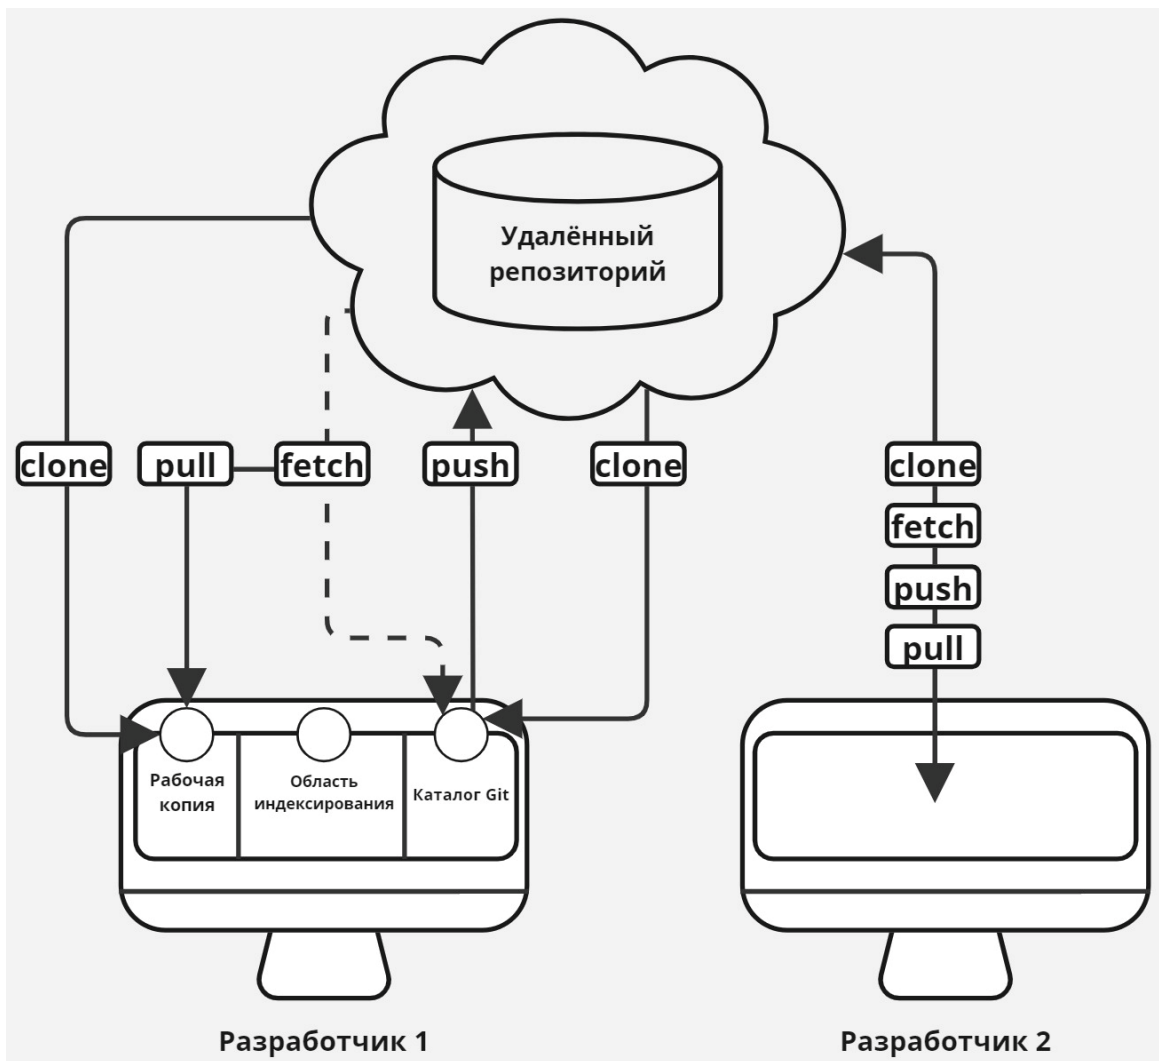 Удалённый
репозиторий
clone
pull
fetch
push
clone
clone
fetch
push
pull
Рабочая
копия
Область
индексирования
Каталог Git
Разработчик 1
Разработчик 2